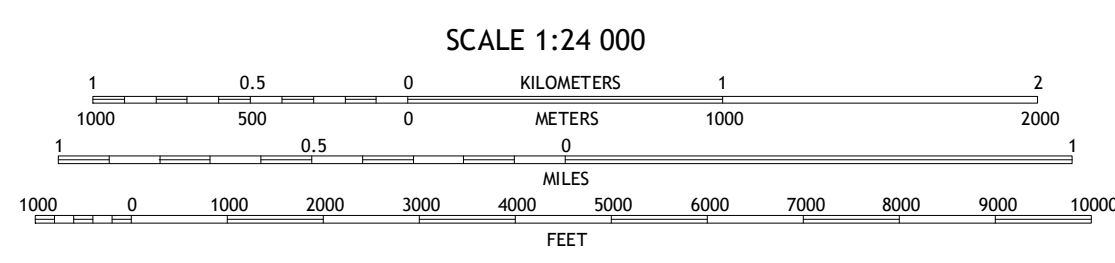 SCALE 1:24 000
1 0.5 0 KILOMETERS 1 2
1000 500 0 METERS 1000 2000
1 0.5 0 1
MILES
1000 0 1000 2000 3000 4000 5000 6000 7000 8000 9000 10000
FEET